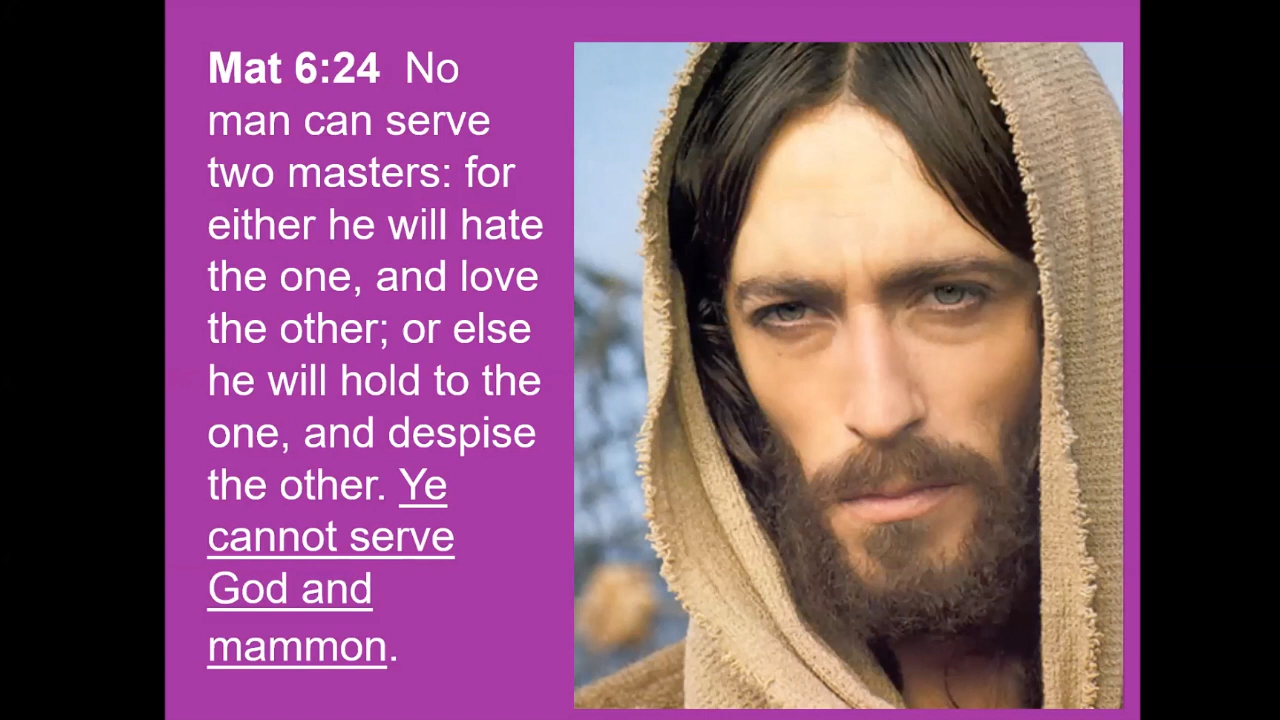 Mat 6:24  No
man can serve
two masters: for
either he will hate
the one, and love
the other; or else
he will hold to the
one, and despise
the other. Ye
cannot serve
God and
mammon.